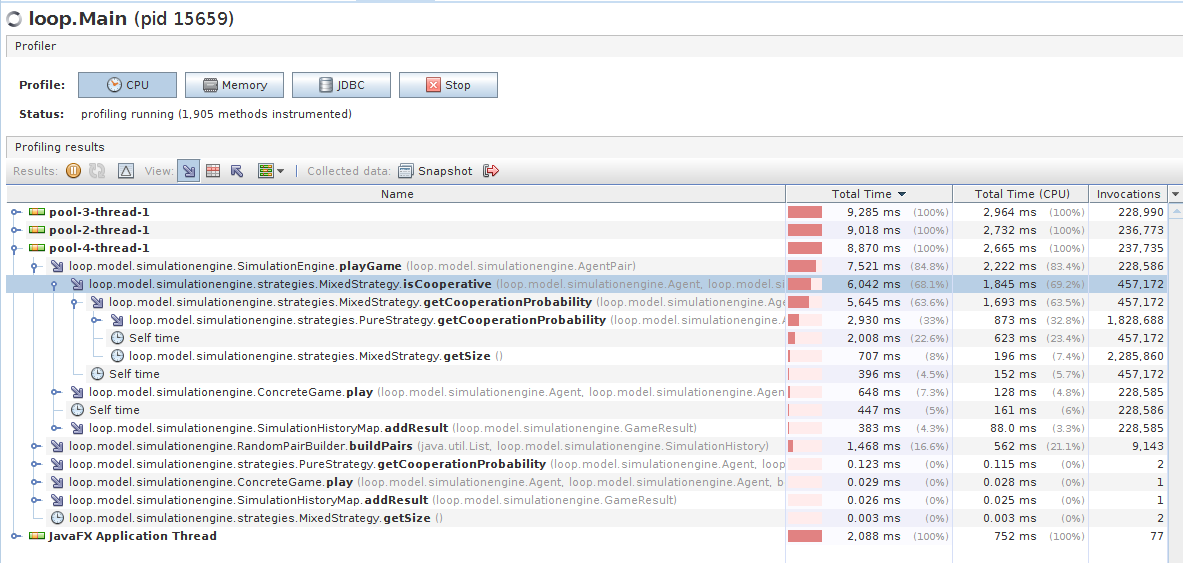 loop.Main (pid 15659)
Profiler
Profile: CPU Memory JDBC Stop
Status: profiling running (1,905 methods instrumented)
Profiling results
Results: View: Collected data: Snapshot
Name Total Time Total Time (CPU) Invocations
pool-3-thread-1 9,285 ms (100%) 2,964 ms (100%) 228,990
pool-2-thread-1 9,018 ms (100%) 2,732 ms (100%) 236,773
pool-4-thread-1 8,870 ms (100%) 2,665 ms (100%) 237,735
loop.model.simulationengine.SimulationEngine.playGame (loop.model.simulationengine.AgentPair) 7,521 ms (84.8%) 2,222 ms (83.4%) 228,586
loop.model.simulationengine.strategies.MixedStrategy.isCooperative (loop.model.simulationengine.Agent, loop.model.si 6,042 ms (68.1%) 1,845 ms (69.2%) 457,172
loop.model.simulationengine.strategies.MixedStrategy.getCooperationProbability (loop.model.simulationengine.Age 5,645 ms (63.6%) 1,693 ms (63.5%) 457,172
loop.model.simulationengine.strategies.PureStrategy.getCooperationProbability (loop.model.simulationengine.A 2,930 ms (33%) 873 ms (32.8%) 1,828,688
Self time 2,008 ms (22.6%) 623 ms (23.4%) 457,172
loop.model.simulationengine.strategies.MixedStrategy.getSize () 707 ms (8%) 196 ms (7.4%) 2,285,860
Self time 396 ms (4.5%) 152 ms (5.7%) 457,172
loop.model.simulationengine.ConcreteGame.play (loop.model.simulationengine.Agent, loop.model.simulationengine.Agen 648 ms (7.3%) 128 ms (4.8%) 228,585
Self time 447 ms (5%) 161 ms (6%) 228,586
loop.model.simulationengine.SimulationHistoryMap.addResult (loop.model.simulationengine.GameResult) 383 ms (4.3%) 88.0 ms (3.3%) 228,585
loop.model.simulationengine.RandomPairBuilder.buildPairs (java.util.List, loop.model.simulationengine.SimulationHistory) 1,468 ms (16.6%) 562 ms (21.1%) 9,143
loop.model.simulationengine.strategies.PureStrategy.getCooperationProbability (loop.model.simulationengine.Agent, loop 0.123 ms (0%) 0.115 ms (0%) 2
loop.model.simulationengine.ConcreteGame.play (loop.model.simulationengine.Agent, loop.model.simulationengine.Agent, b 0.029 ms (0%) 0.028 ms (0%) 1
loop.model.simulationengine.SimulationHistoryMap.addResult (loop.model.simulationengine.GameResult) 0.026 ms (0%) 0.025 ms (0%) 1
loop.model.simulationengine.strategies.MixedStrategy.getSize () 0.003 ms (0%) 0.003 ms (0%) 2
JavaFX Application Thread 2,088 ms (100%) 752 ms (100%) 77